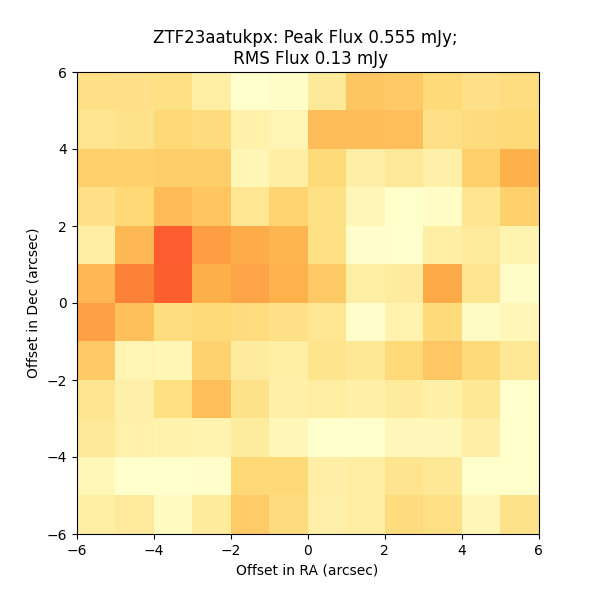 ZTF23aatukpx: Peak Flux 0.555 mJy;
RMS Flux 0.13 mJy
6
4
2
0
−2
−4
−6
Offset in Dec (arcsec)
−6 −4 −2 0 2 4 6
Offset in RA (arcsec)